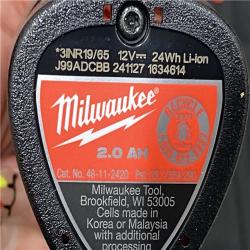 *3INR19/65 12V⎓ 24Wh Li-Ion
J99ADCBB 241127 1634614
Milwaukee
2.0 AH
RECYCLE
Cat. No. 48-11-2420
Milwaukee Tool,
Brookfield, WI 53005
Cells made in
Korea or Malaysia
with additional
processing